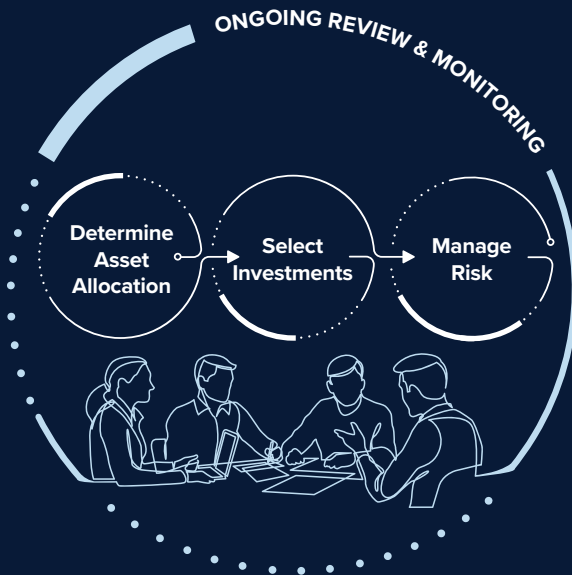 ONGOING REVIEW & MONITORING
Determine
Asset
Allocation
Select
Investments
Manage
Risk